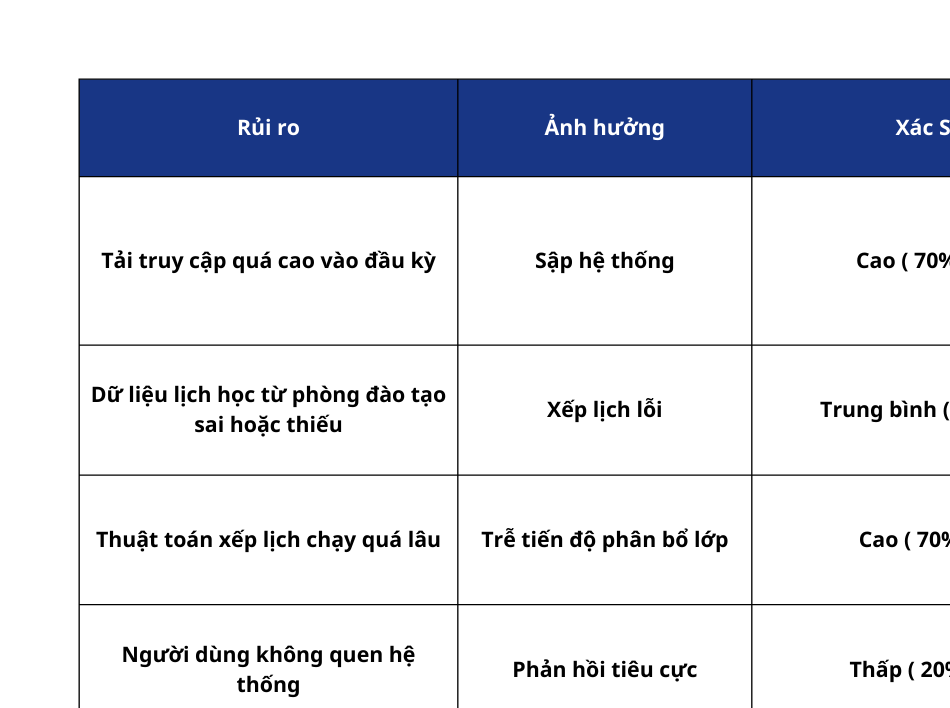 Rủi ro
Ảnh hưởng
Xác S
Tải truy cập quá cao vào đầu kỳ
Sập hệ thống
Cao ( 70%
Dữ liệu lịch học từ phòng đào tạo
sai hoặc thiếu
Xếp lịch lỗi
Trung bình (
Thuật toán xếp lịch chạy quá lâu
Trễ tiến độ phân bổ lớp
Cao ( 70%
Người dùng không quen hệ
thống
Phản hồi tiêu cực
Thấp ( 20%